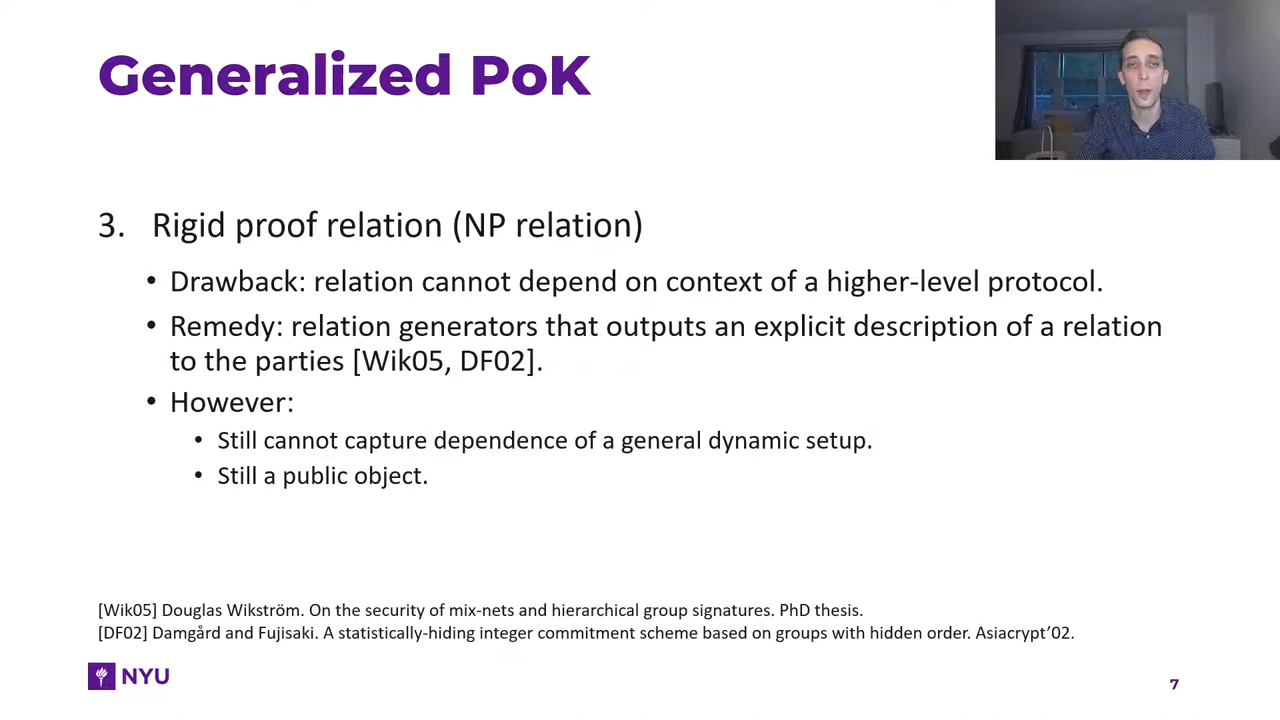 Generalized PoK
3. Rigid proof relation (NP relation)
• Drawback: relation cannot depend on context of a higher-level protocol.
• Remedy: relation generators that outputs an explicit description of a relation
to the parties [Wik05, DF02].
• However:
• Still cannot capture dependence of a general dynamic setup.
• Still a public object.
[Wik05] Douglas Wikström. On the security of mix-nets and hierarchical group signatures. PhD thesis.
[DF02] Damgård and Fujisaki. A statistically-hiding integer commitment scheme based on groups with hidden order. Asiacrypt’02.
NYU
7